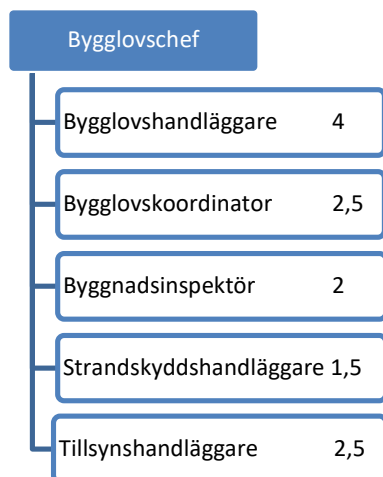 Bygglovschef
Bygglovshandläggare 4
Bygglovskoordinator 2,5
Byggnadsinspektör 2
Strandskyddshandläggare 1,5
Tillsynshandläggare 2,5